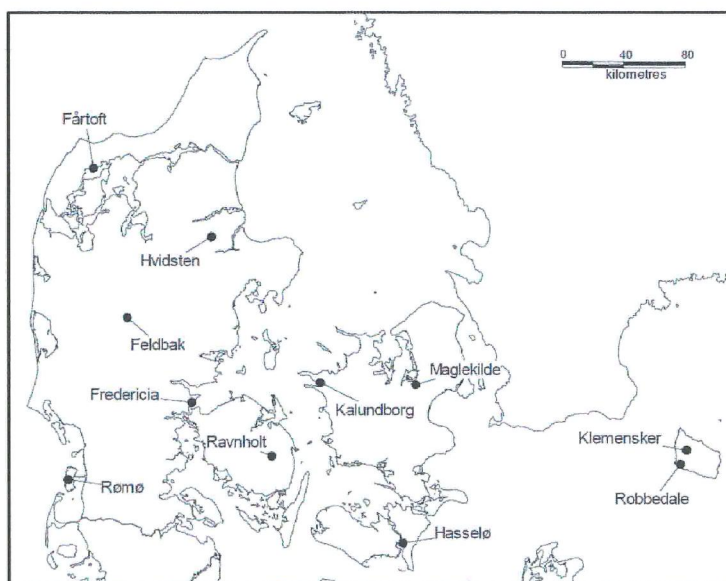 0 40 80
kilometres
Fårtoft
Hvidsten
Feldbak
Maglekilde
Fredericia
Kalundborg
Ravnholt
Klemensker
Rømø
Robbedale
Hasselø